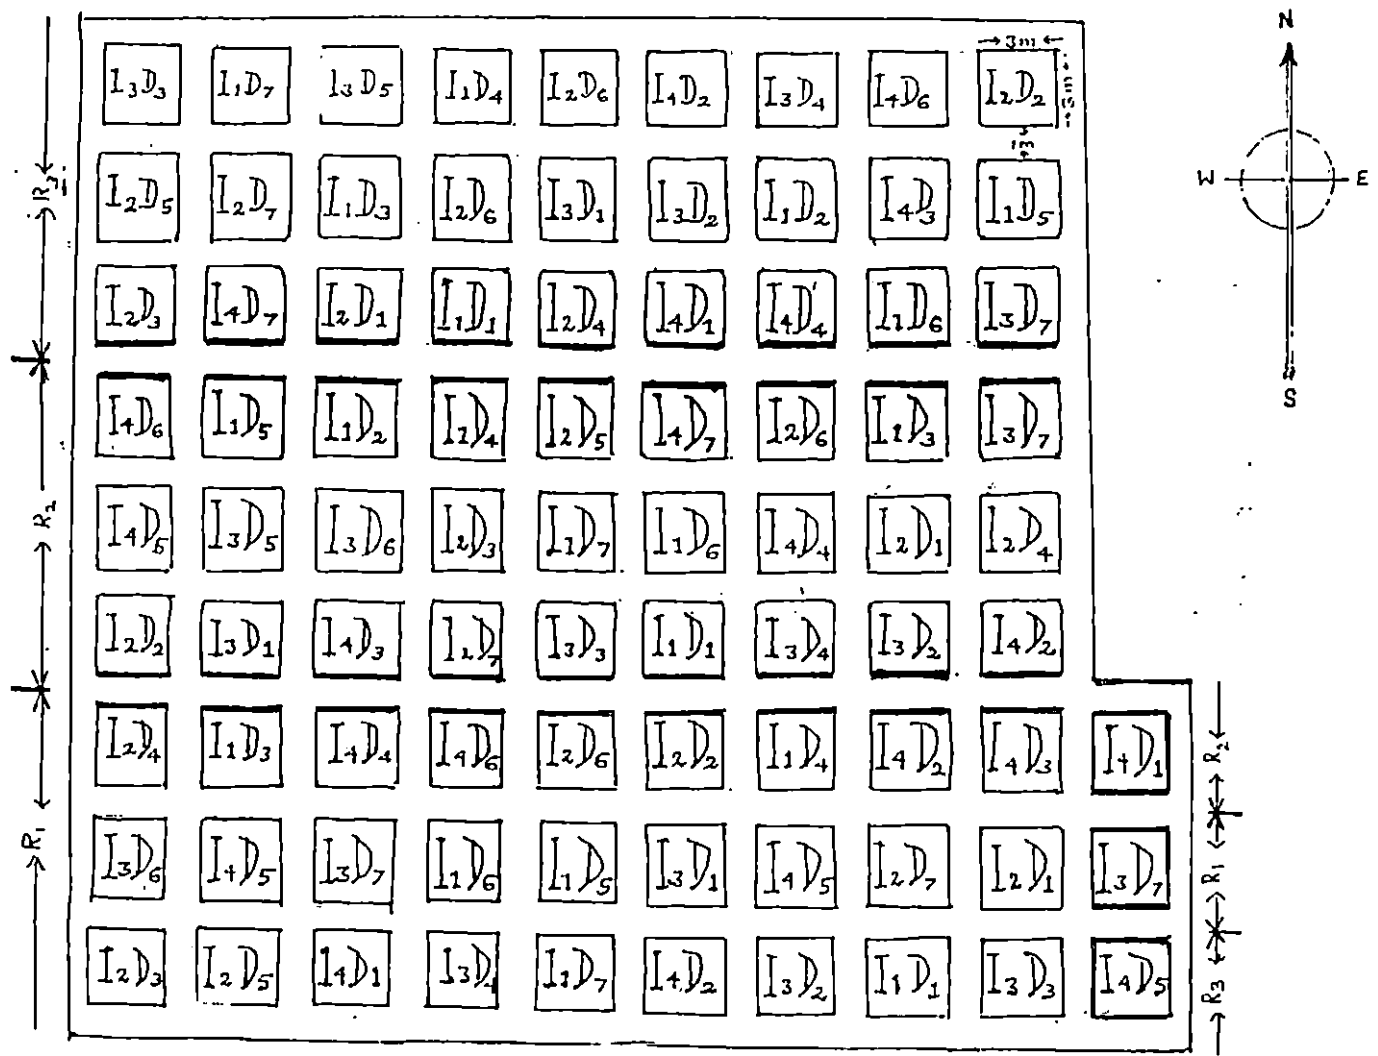 N
→3m←
I3D3 I1D7 I3D5 I1D4 I2D6 I4D2 I3D4 I4D6 I2D2
3m
1m
R3
W E
I2D5 I2D7 I1D3 I2D6 I3D1 I3D2 I1D2 I4D3 I1D5
I2D3 I4D7 I2D1 I1D1 I2D4 I4D1 I4D4 I1D6 I3D7
S
I4D6 I1D5 I1D2 I1D4 I2D5 I4D7 I2D6 I1D3 I3D7
R2
I4D5 I3D5 I3D6 I2D3 I1D7 I1D6 I4D4 I2D1 I2D4
I2D2 I3D1 I4D3 I2D7 I3D3 I1D1 I3D4 I3D2 I4D2
I2D4 I1D3 I4D4 I4D6 I2D6 I2D2 I1D4 I4D2 I4D3 I4D1
R2
R1
I3D6 I4D5 I3D7 I1D6 I1D5 I3D1 I4D5 I2D7 I2D1 I3D7
R1
I2D3 I2D5 I4D1 I1D7 I4D2 I3D2 I1D1 I3D3 I4D5
R3